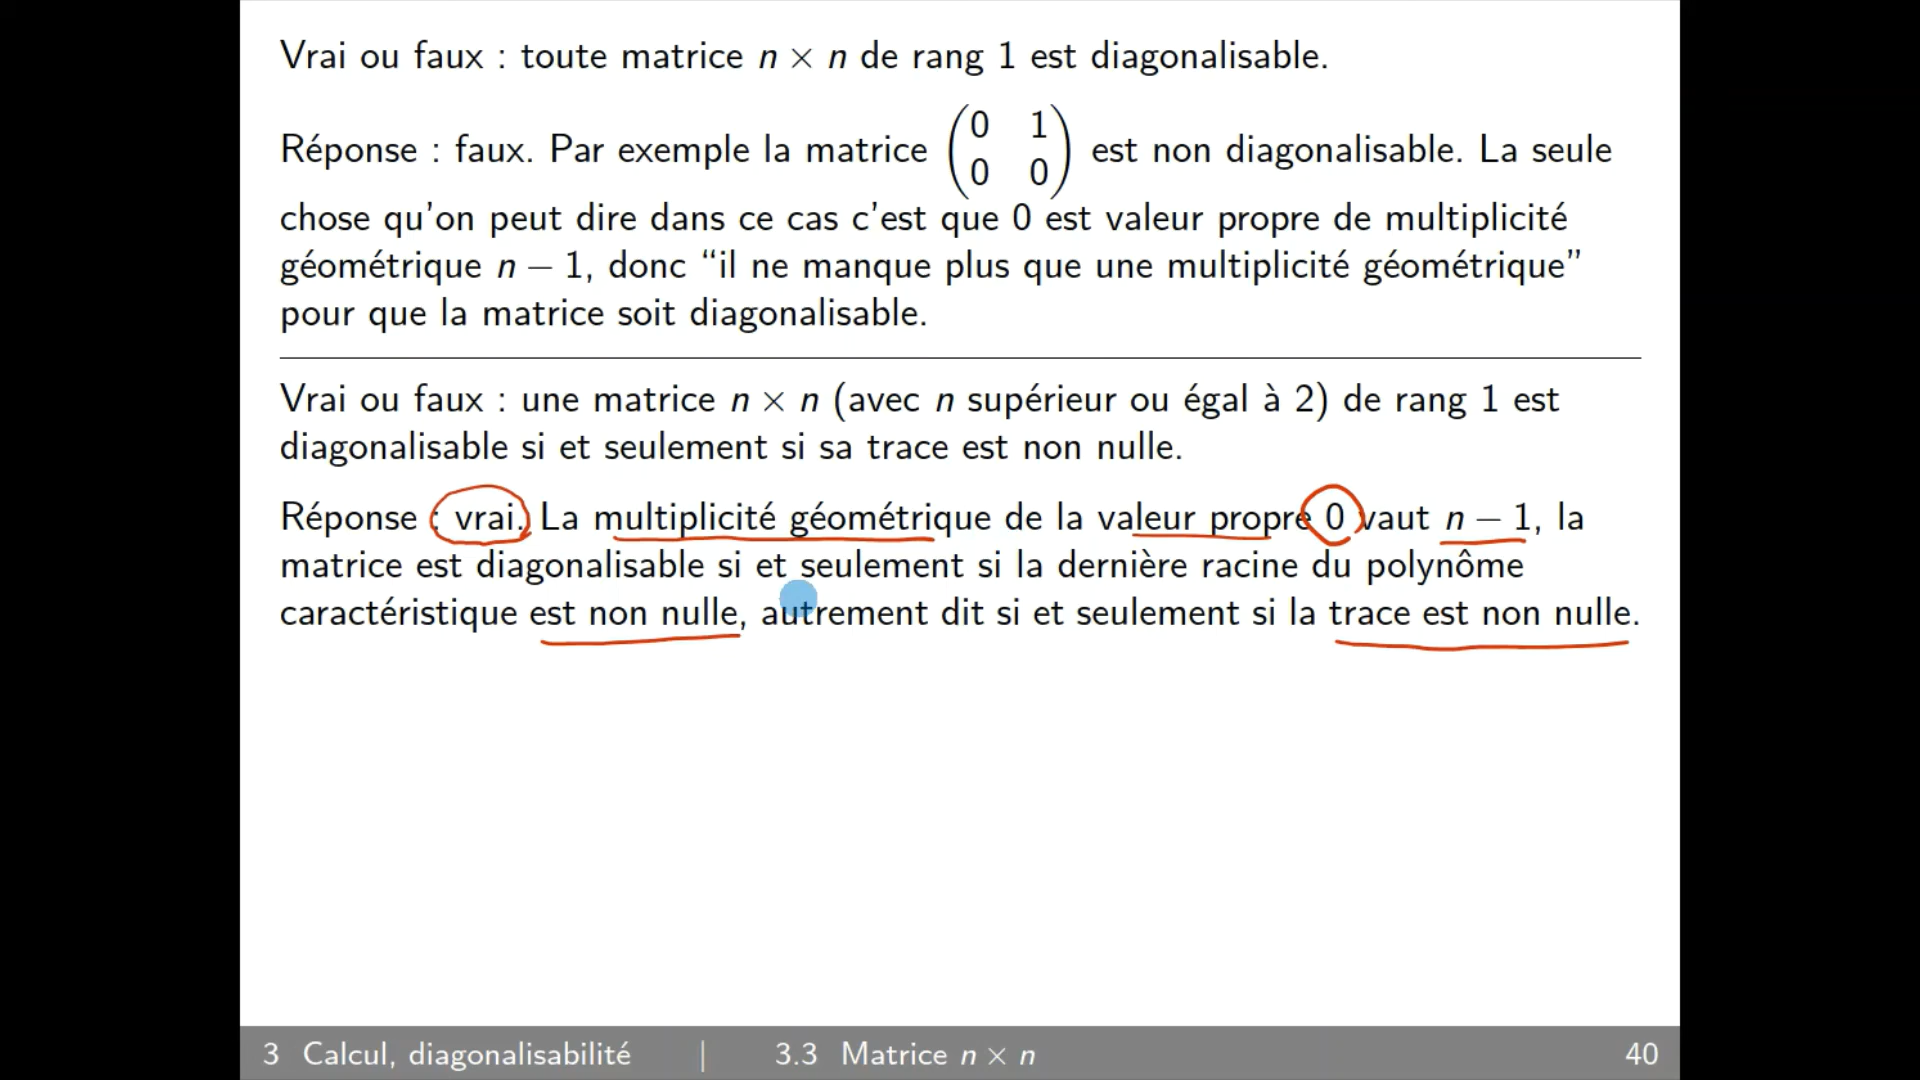 Vrai ou faux : toute matrice n × n de rang 1 est diagonalisable.
Réponse : faux. Par exemple la matrice (0 1 0 0) est non diagonalisable. La seule
chose qu'on peut dire dans ce cas c'est que 0 est valeur propre de multiplicité
géométrique n − 1, donc “il ne manque plus que une multiplicité géométrique”
pour que la matrice soit diagonalisable.
Vrai ou faux : une matrice n × n (avec n supérieur ou égal à 2) de rang 1 est
diagonalisable si et seulement si sa trace est non nulle.
Réponse : vrai. La multiplicité géométrique de la valeur propre 0 vaut n − 1, la
matrice est diagonalisable si et seulement si la dernière racine du polynôme
caractéristique est non nulle, autrement dit si et seulement si la trace est non nulle.
3 Calcul, diagonalisabilité | 3.3 Matrice n × n 40